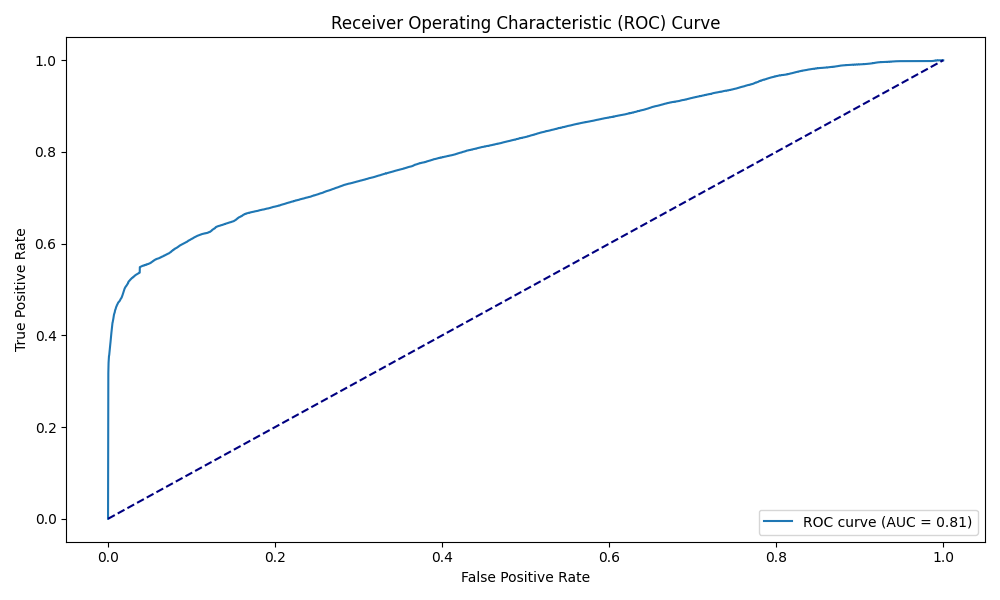 Receiver Operating Characteristic (ROC) Curve
True Positive Rate
1.0
0.8
0.6
0.4
0.2
0.0
ROC curve (AUC = 0.81)
0.0 0.2 0.4 0.6 0.8 1.0
False Positive Rate